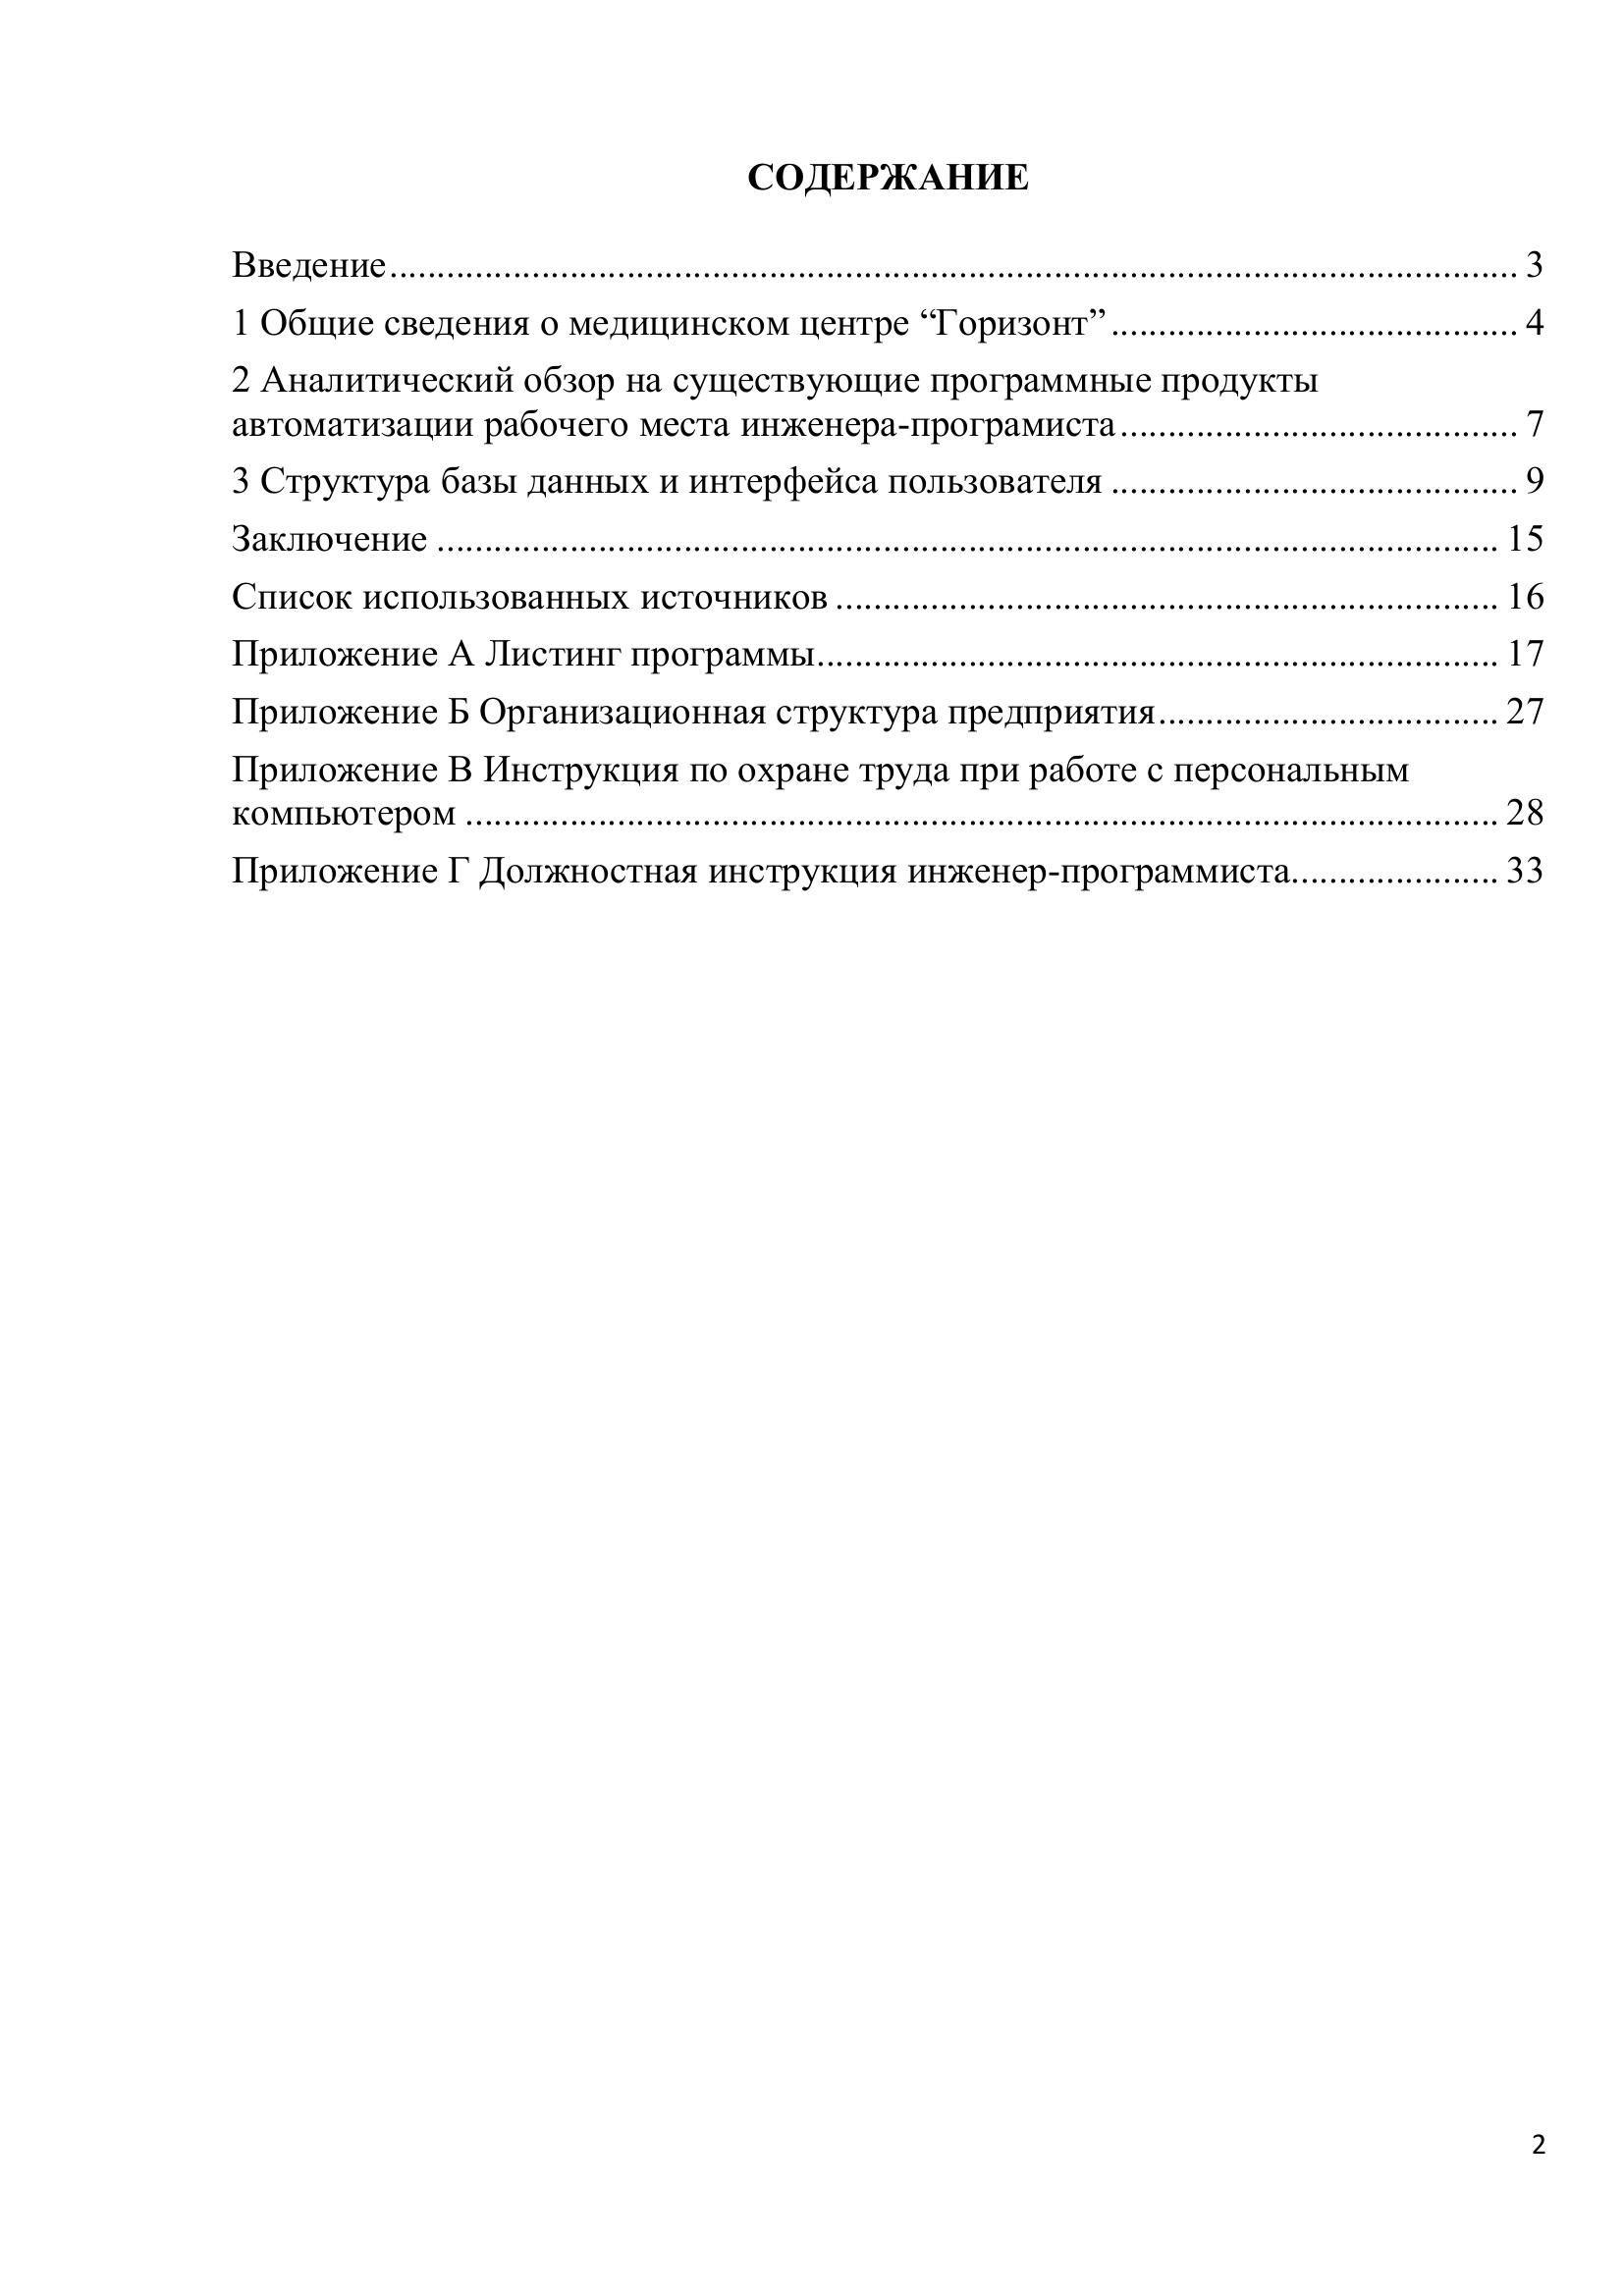 СОДЕРЖАНИЕ
Введение........................................................................................................................ 3
1 Общие сведения о медицинском центре “Горизонт”........................................... 4
2 Аналитический обзор на существующие программные продукты
автоматизации рабочего места инженера-програмиста.......................................... 7
3 Структура базы данных и интерфейса пользователя ........................................... 9
Заключение ................................................................................................................. 15
Список использованных источников ....................................................................... 16
Приложение А Листинг программы......................................................................... 17
Приложение Б Организационная структура предприятия.................................... 27
Приложение В Инструкция по охране труда при работе с персональным
компьютером .............................................................................................................. 28
Приложение Г Должностная инструкция инженер-программиста...................... 33
2